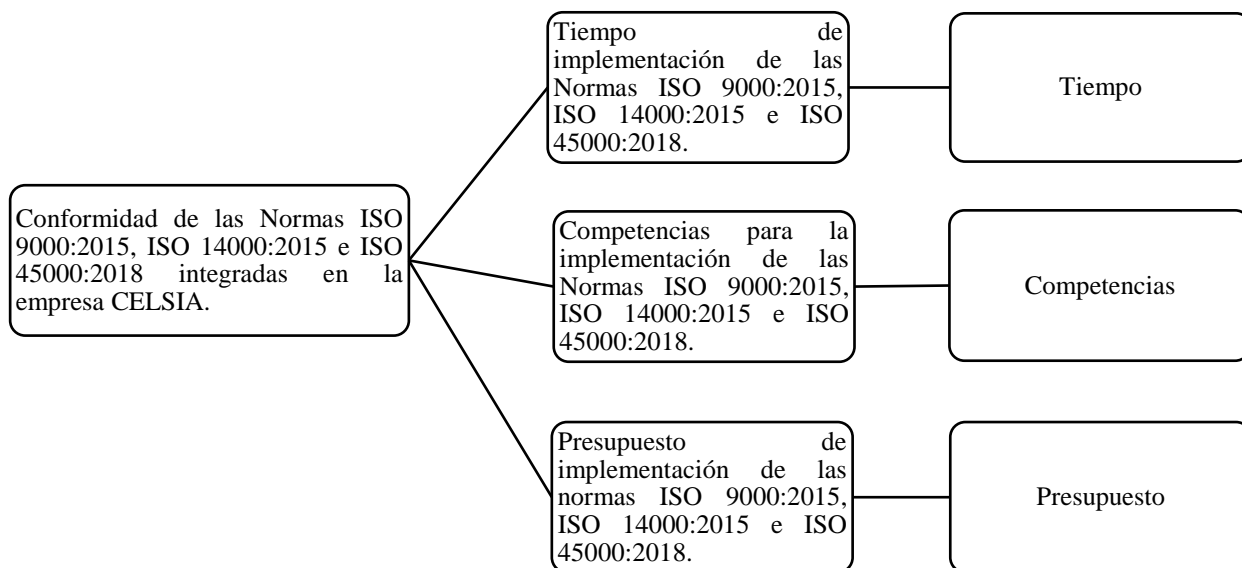 Conformidad de las Normas ISO
9000:2015, ISO 14000:2015 e ISO
45000:2018 integradas en la
empresa CELSIA.
Tiempo de
implementación de las
Normas ISO 9000:2015,
ISO 14000:2015 e ISO
45000:2018.
Tiempo
Competencias para la
implementación de las
Normas ISO 9000:2015,
ISO 14000:2015 e ISO
45000:2018.
Competencias
Presupuesto de
implementación de las
normas ISO 9000:2015,
ISO 14000:2015 e ISO
45000:2018.
Presupuesto